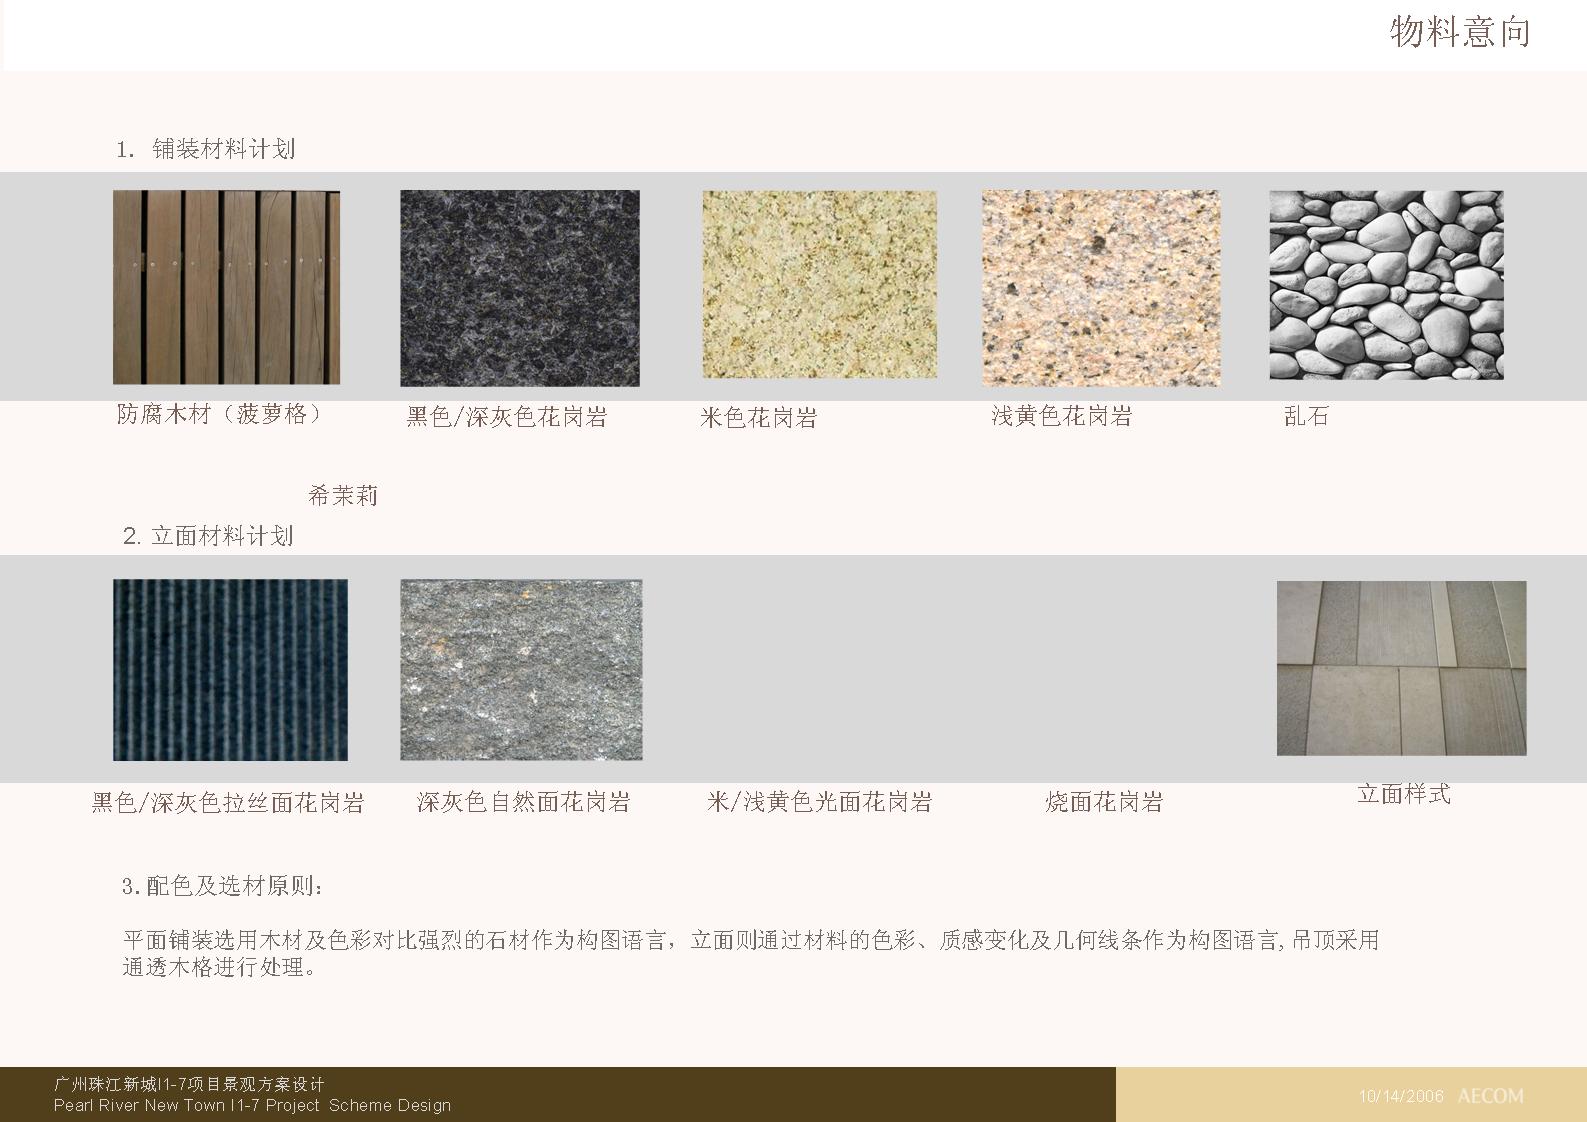 物料意向
1. 铺装材料计划
防腐木材（菠萝格）
黑色/深灰色花岗岩
米色花岗岩
浅黄色花岗岩
乱石
希茉莉
2. 立面材料计划
黑色/深灰色拉丝面花岗岩
深灰色自然面花岗岩
米/浅黄色光面花岗岩
烧面花岗岩
立面样式
3.配色及选材原则：
平面铺装选用木材及色彩对比强烈的石材作为构图语言，立面则通过材料的色彩、质感变化及几何线条作为构图语言,吊顶采用
通透木格进行处理。
广州珠江新城I1-7项目景观方案设计
Pearl River New Town I1-7 Project  Scheme Design
10/14/2006 AECOM